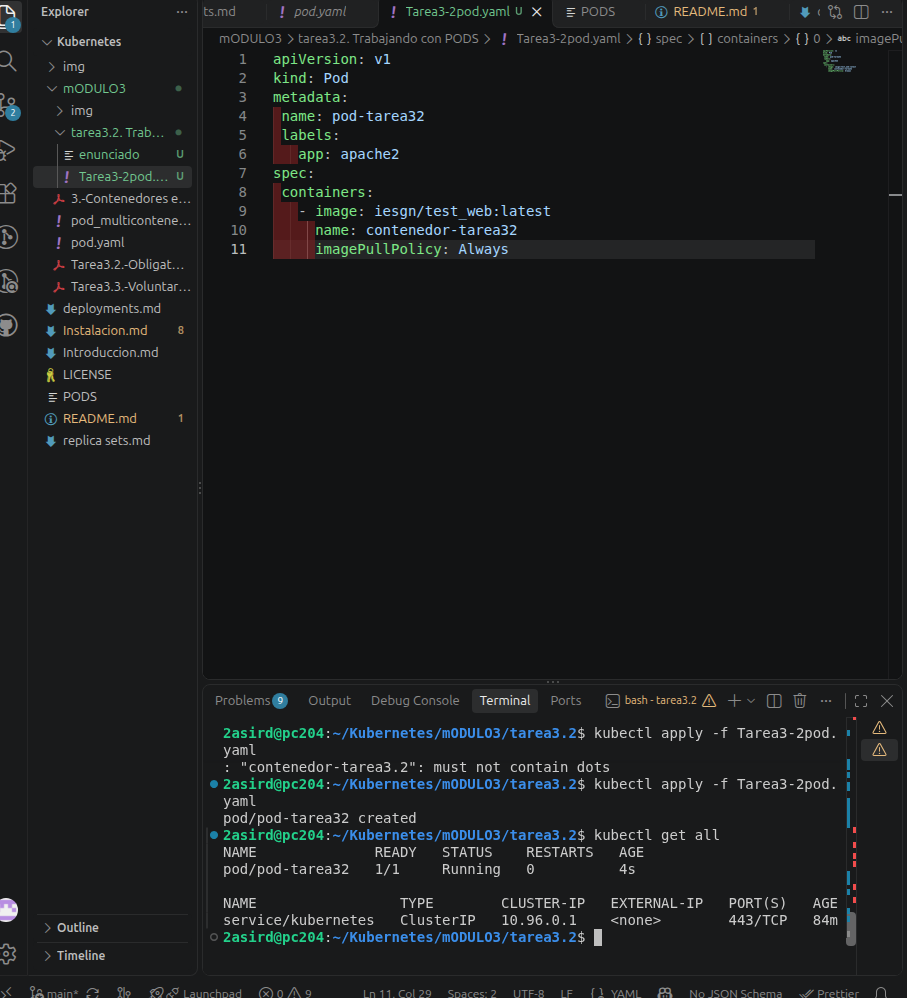 Explorer
Kubernetes
img
mODULO3
img
tarea3.2. Trab...
enunciado U
Tarea3-2pod.... U
3.-Contenedores e...
pod_multicontene...
pod.yaml
Tarea3.2.-Obligat...
Tarea3.3.-Voluntar...
deployments.md
Instalacion.md 8
Introduccion.md
LICENSE
PODS
README.md 1
replica sets.md
Outline
Timeline
1
2
ts.md ! pod.yaml ! Tarea3-2pod.yaml U PODS README.md 1
mODULO3 > tarea3.2. Trabajando con PODS > ! Tarea3-2pod.yaml > { } spec > [ ] containers > { } 0 > abc imagePu
1 apiVersion: v1
2 kind: Pod
3 metadata:
4 name: pod-tarea32
5 labels:
6 app: apache2
7 spec:
8 containers:
9 - image: iesgn/test_web:latest
10 name: contenedor-tarea32
11 imagePullPolicy: Always
Problems 9 Output Debug Console Terminal Ports bash - tarea3.2
2asird@pc204:~/Kubernetes/mODULO3/tarea3.2$ kubectl apply -f Tarea3-2pod.
yaml
: "contenedor-tarea3.2": must not contain dots
2asird@pc204:~/Kubernetes/mODULO3/tarea3.2$ kubectl apply -f Tarea3-2pod.
yaml
pod/pod-tarea32 created
2asird@pc204:~/Kubernetes/mODULO3/tarea3.2$ kubectl get all
NAME READY STATUS RESTARTS AGE
pod/pod-tarea32 1/1 Running 0 4s
NAME TYPE CLUSTER-IP EXTERNAL-IP PORT(S) AGE
service/kubernetes ClusterIP 10.96.0.1 <none> 443/TCP 84m
2asird@pc204:~/Kubernetes/mODULO3/tarea3.2$
main* Launchpad 0 9 Ln 11, Col 29 Spaces: 2 UTF-8 LF { } YAML No JSON Schema Prettier